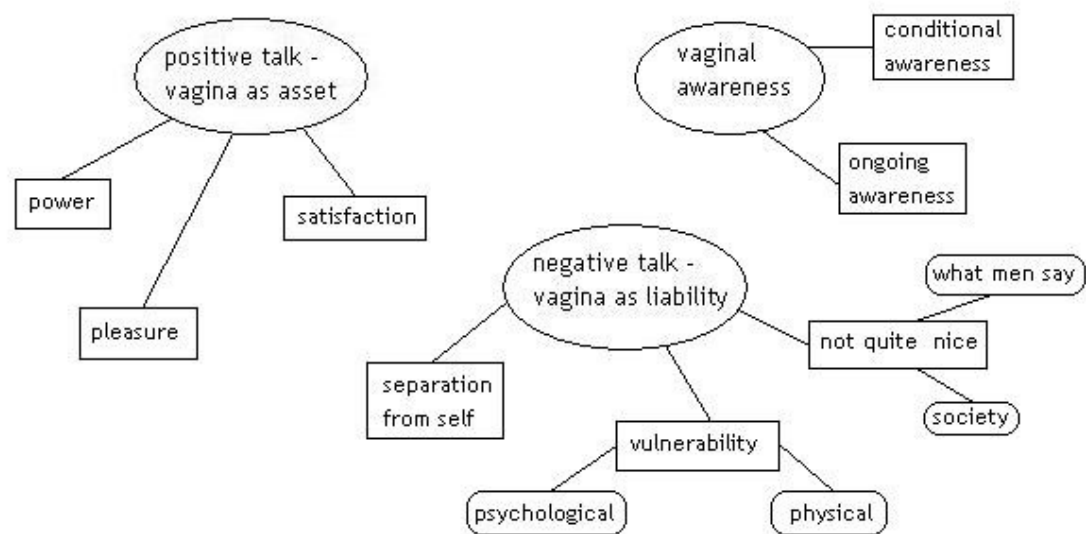 positive talk -
vagina as asset
power
satisfaction
pleasure
vaginal
awareness
conditional
awareness
ongoing
awareness
negative talk -
vagina as liability
separation
from self
vulnerability
psychological
physical
not quite nice
what men say
society